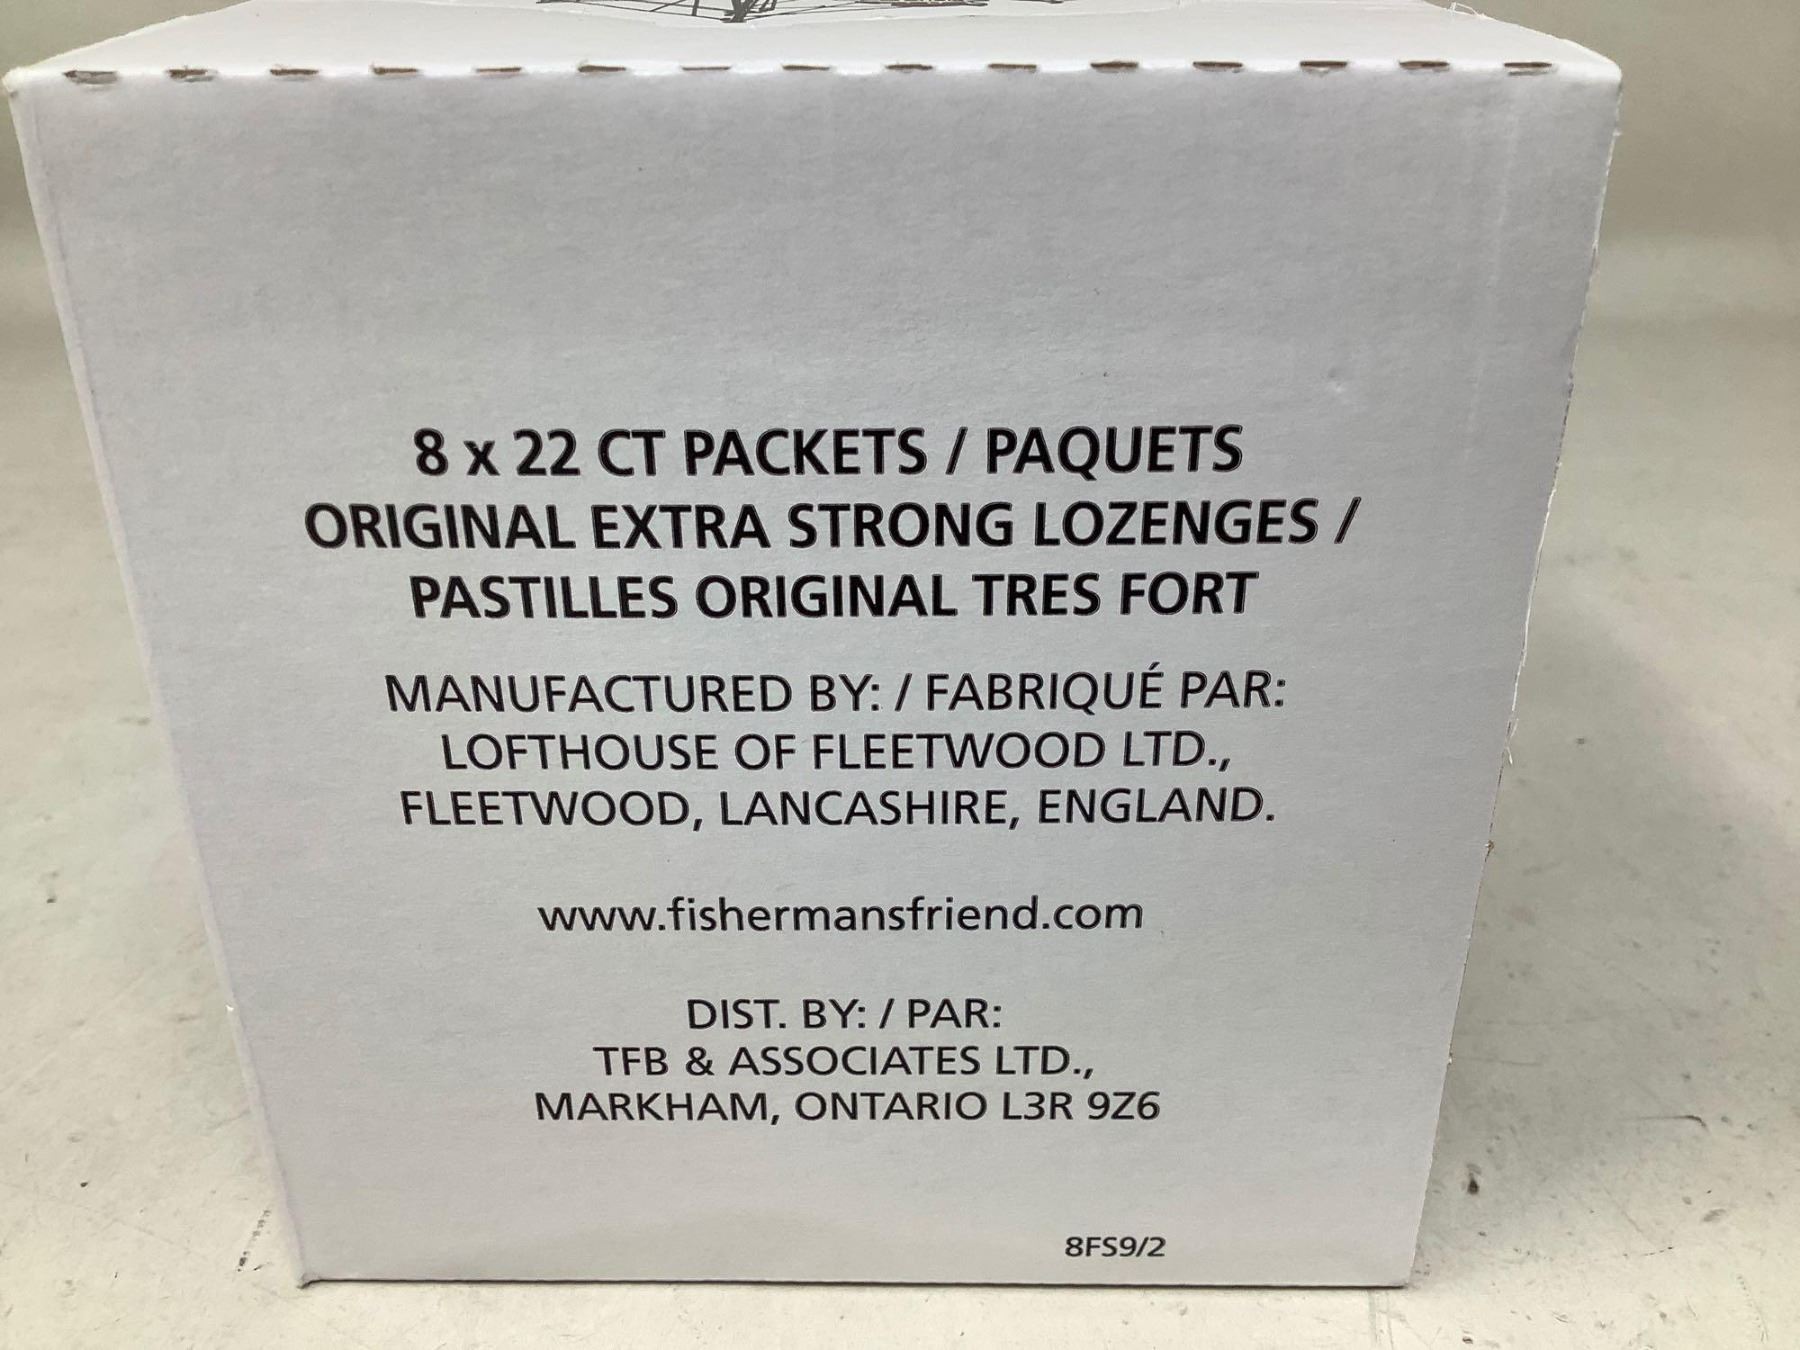 8 x 22 CT PACKETS / PAQUETS
ORIGINAL EXTRA STRONG LOZENGES /
PASTILLES ORIGINAL TRES FORT
MANUFACTURED BY: / FABRIQUÉ PAR:
LOFTHOUSE OF FLEETWOOD LTD.,
FLEETWOOD, LANCASHIRE, ENGLAND.
www.fishermansfriend.com
DIST. BY: / PAR:
TFB & ASSOCIATES LTD.,
MARKHAM, ONTARIO L3R 9Z6
8FS9/2